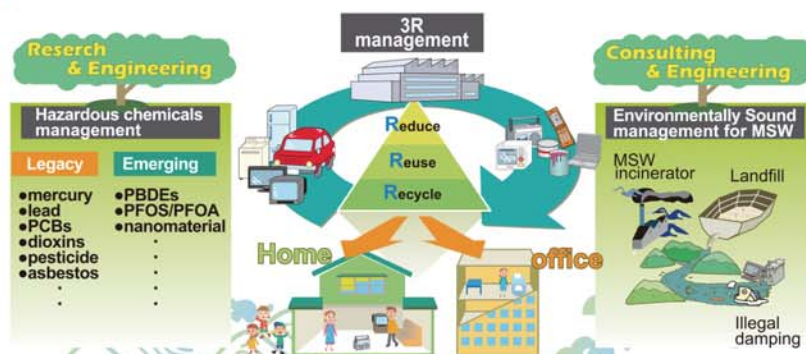 Reserch
& Engineering
Hazardous chemicals
management
Legacy
●mercury
●lead
●PCBs
●dioxins
●pesticide
●asbestos
Emerging
●PBDEs
●PFOS/PFOA
●nanomaterial
3R
management
Reduce
Reuse
Recycle
Home
office
Consulting
& Engineering
Environmentally Sound
management for MSW
MSW
incinerator
Landfill
Illegal
damping